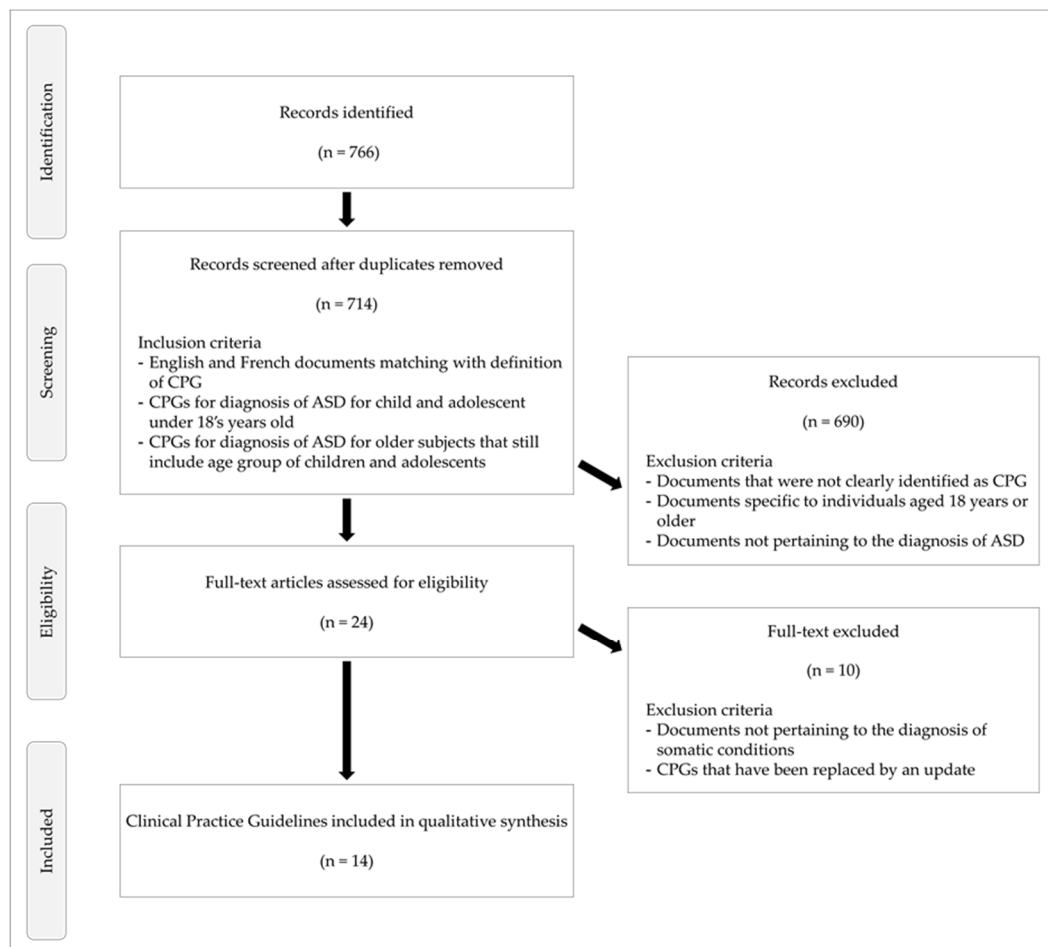 Identification
Records identified
(n = 766)
Screening
Records screened after duplicates removed
(n = 714)
Inclusion criteria
- English and French documents matching with definition
of CPG
- CPGs for diagnosis of ASD for child and adolescent
under 18's years old
- CPGs for diagnosis of ASD for older subjects that still
include age group of children and adolescents
Records excluded
(n = 690)
Exclusion criteria
- Documents that were not clearly identified as CPG
- Documents specific to individuals aged 18 years or
older
- Documents not pertaining to the diagnosis of ASD
Eligibility
Full-text articles assessed for eligibility
(n = 24)
Full-text excluded
(n = 10)
Exclusion criteria
- Documents not pertaining to the diagnosis of
somatic conditions
- CPGs that have been replaced by an update
Included
Clinical Practice Guidelines included in qualitative synthesis
(n = 14)